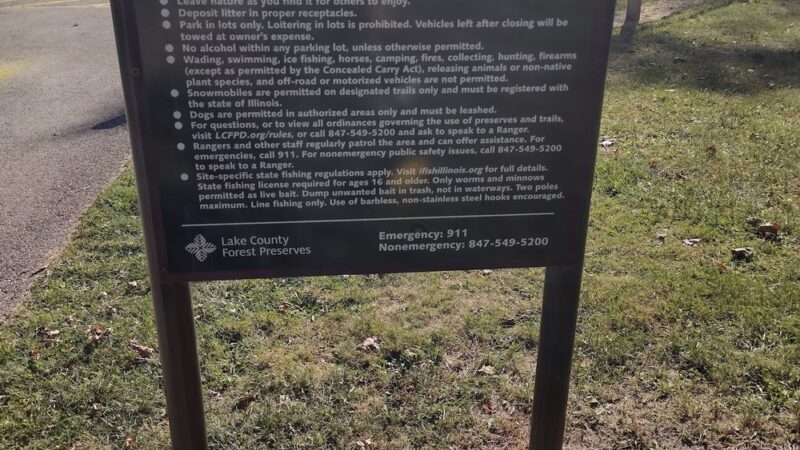 Leave nature as you find it for others to enjoy.
Deposit litter in proper receptacles.
Park in lots only. Loitering in lots is prohibited. Vehicles left after closing will be
towed at owner's expense.
No alcohol within any parking lot, unless otherwise permitted.
Wading, swimming, ice fishing, horses, camping, fires, collecting, hunting, firearms
(except as permitted by the Concealed Carry Act), releasing animals or non-native
plant species, and off-road or motorized vehicles are not permitted.
Snowmobiles are permitted on designated trails only and must be registered with
the state of Illinois.
Dogs are permitted in authorized areas only and must be leashed.
For questions, or to view all ordinances governing the use of preserves and trails,
visit LCFPD.org/rules, or call 847-549-5200 and ask to speak to a Ranger.
Rangers and other staff regularly patrol the area and can offer assistance. For
emergencies, call 911. For nonemergency public safety issues, call 847-549-5200
to speak to a Ranger.
Site-specific state fishing regulations apply. Visit ifishillinois.org for full details.
State fishing license required for ages 16 and older. Only worms and minnows
permitted as live bait. Dump unwanted bait in trash, not in waterways. Two poles
maximum. Line fishing only. Use of barbless, non-stainless steel hooks encouraged.
Lake County
Forest Preserves
Emergency: 911
Nonemergency: 847-549-5200